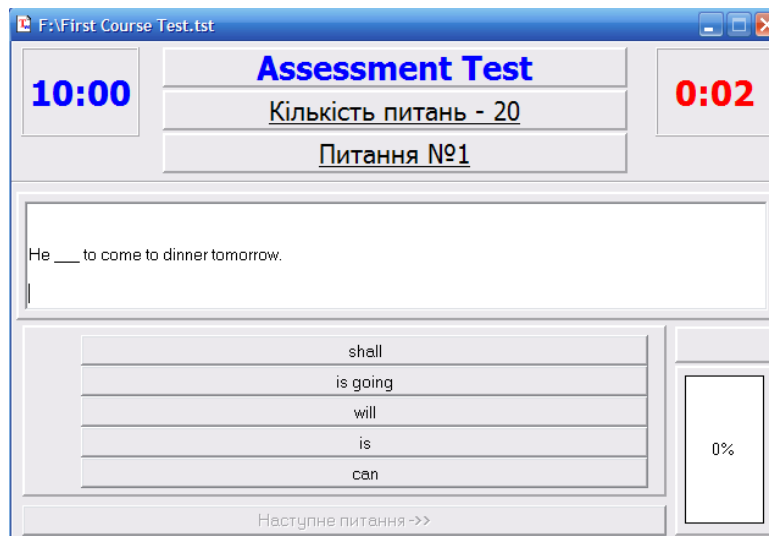 F:\First Course Test.tst
10:00
Assessment Test
0:02
Кількість питань - 20
Питання №1
He ___ to come to dinner tomorrow.
shall
is going
will
is
can
0%
Наступне питання ->>